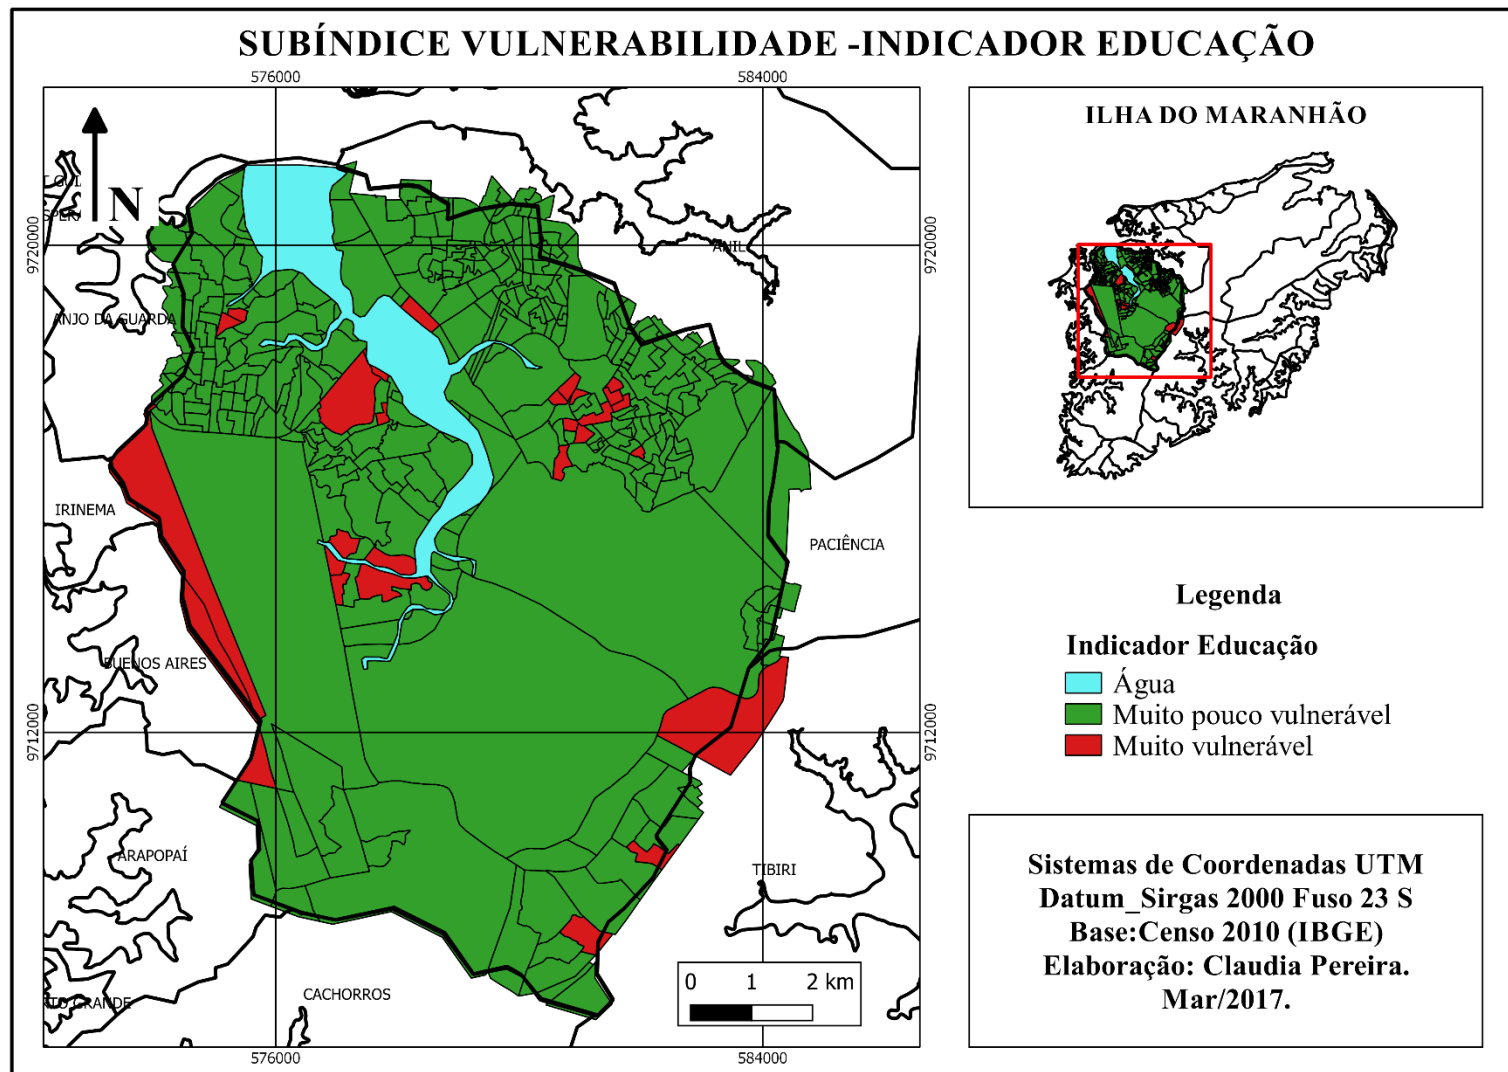 SUBÍNDICE VULNERABILIDADE -INDICADOR EDUCAÇÃO
576000
584000
N
9720000
9720000
ANIL
ANJO DA GUARDA
IRINEMA
PACIÊNCIA
BUENOS AIRES
9712000
9712000
ARAPOPAÍ
TIBIRI
CACHORROS
GRANDE
0 1 2 km
576000
584000
ILHA DO MARANHÃO
Legenda
Indicador Educação
Água
Muito pouco vulnerável
Muito vulnerável
Sistemas de Coordenadas UTM
Datum_Sirgas 2000 Fuso 23 S
Base:Censo 2010 (IBGE)
Elaboração: Claudia Pereira.
Mar/2017.